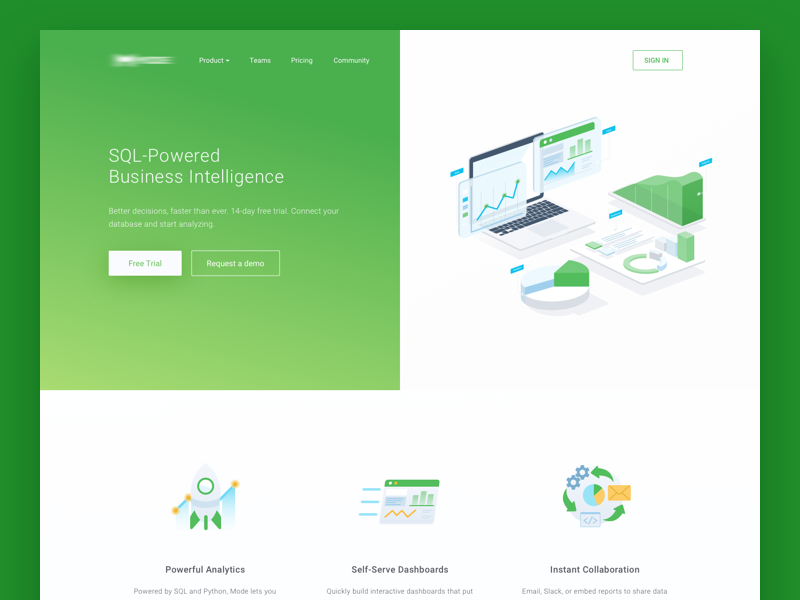 Product
Teams
Pricing
Community
SIGN IN
SQL-Powered
Business Intelligence
Better decisions, faster than ever. 14-day free trial. Connect your
database and start analyzing.
Free Trial
Request a demo
Powerful Analytics
Self-Serve Dashboards
Instant Collaboration
Powered by SQL and Python, Mode lets you
Quickly build interactive dashboards that put
Email, Slack, or embed reports to share data